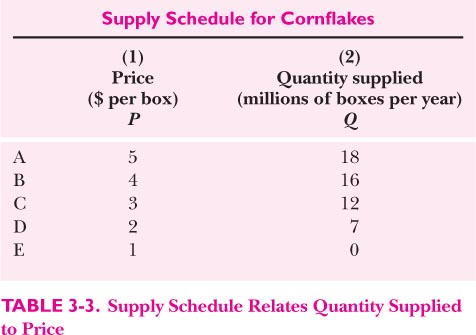 Supply Schedule for Cornflakes
(1) (2)
Price Quantity supplied
($ per box) (millions of boxes per year)
P Q
A 5 18
B 4 16
C 3 12
D 2 7
E 1 0
TABLE 3-3. Supply Schedule Relates Quantity Supplied
to Price